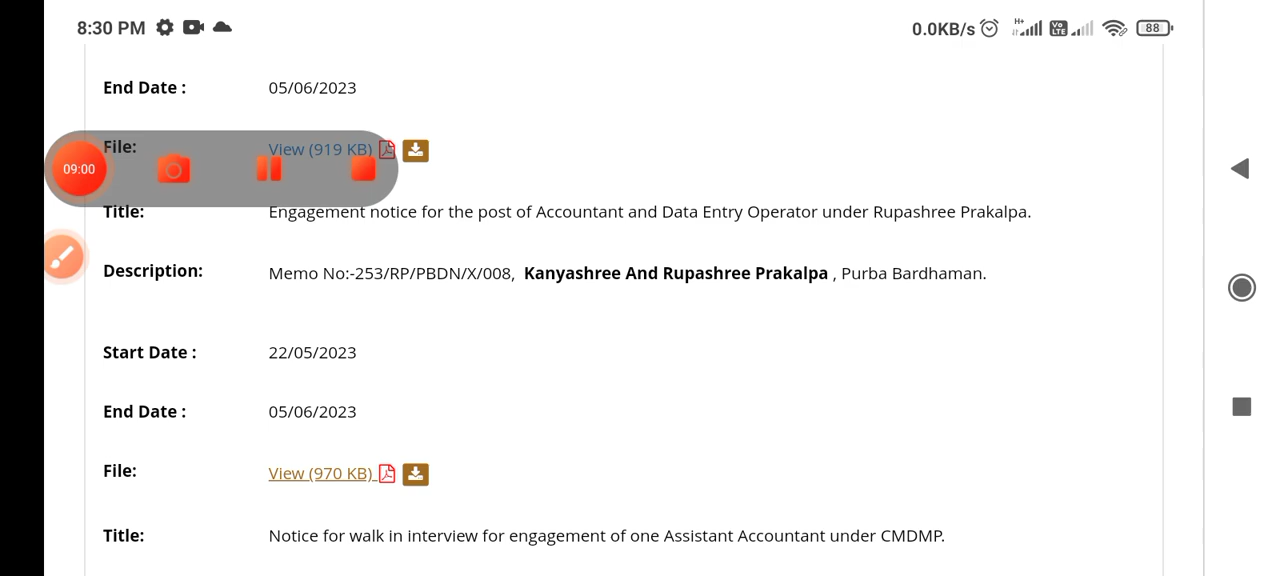 8:30 PM 0.0KB/s H+ Vo LTE 88
End Date : 05/06/2023
File: View (919 KB)
09:00
Title: Engagement notice for the post of Accountant and Data Entry Operator under Rupashree Prakalpa.
Description: Memo No:-253/RP/PBDN/X/008, Kanyashree And Rupashree Prakalpa , Purba Bardhaman.
Start Date : 22/05/2023
End Date : 05/06/2023
File: View (970 KB)
Title: Notice for walk in interview for engagement of one Assistant Accountant under CMDMP.